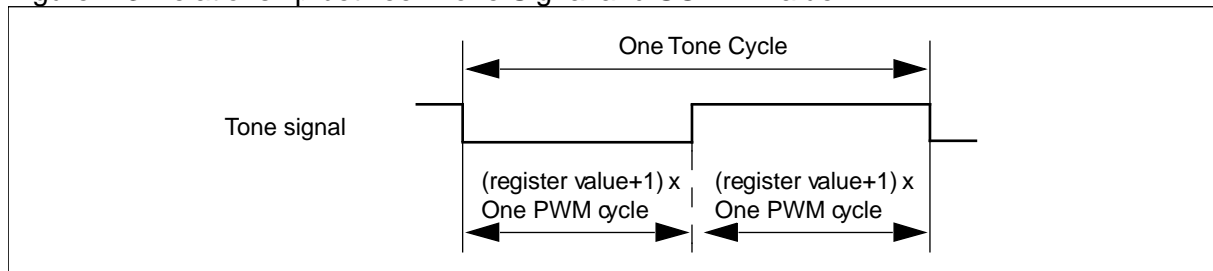 One Tone Cycle
Tone signal
(register value+1) x
One PWM cycle
(register value+1) x
One PWM cycle